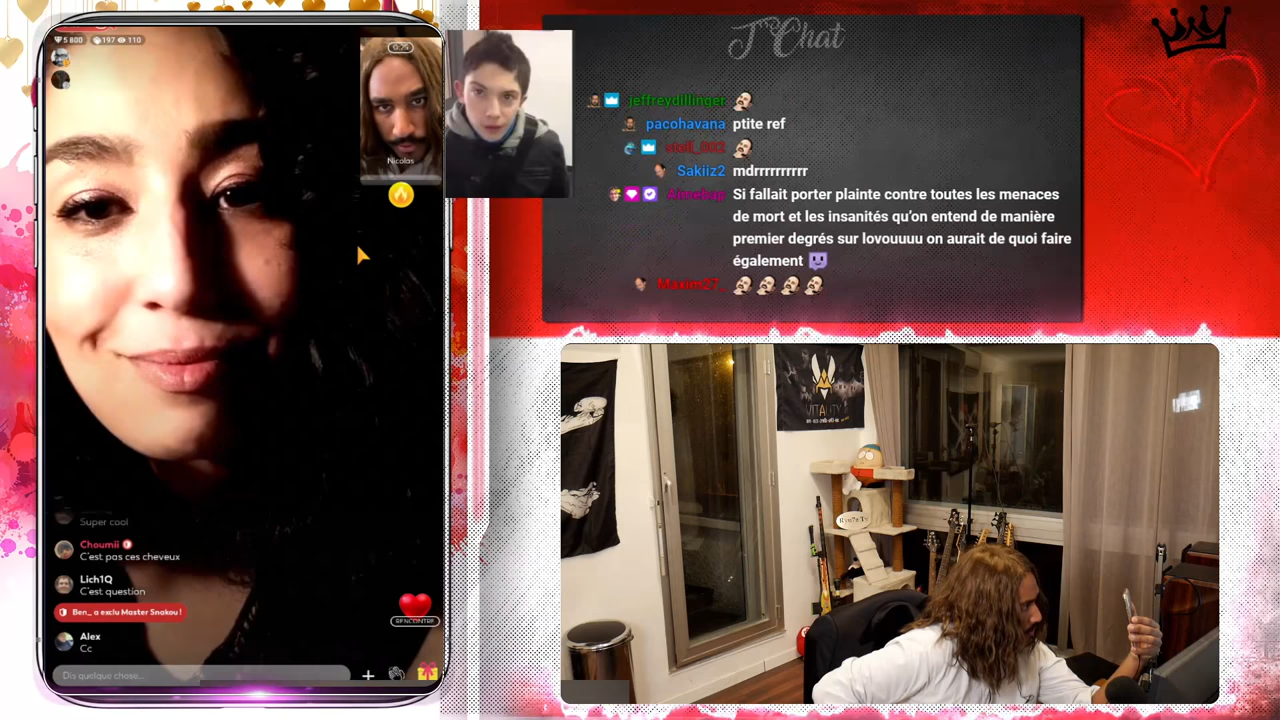 5 800 197 110
0:25
Nicolas
Super cool
Choumii
C'est pas ces cheveux
Lich1Q
C'est question
Ben_ a exclu Master Snakou !
Alex
Cc
RENCONTRE
Dis quelque chose...
T'Chat
jeffreydillinger
pacohavana ptite ref
Sakiiz2 mdrrrrrrrrrr
Si fallait porter plainte contre toutes les menaces
de mort et les insanités qu'on entend de manière
premier degrés sur lovouuuu on aurait de quoi faire
également
Maxim27_
VITALITY